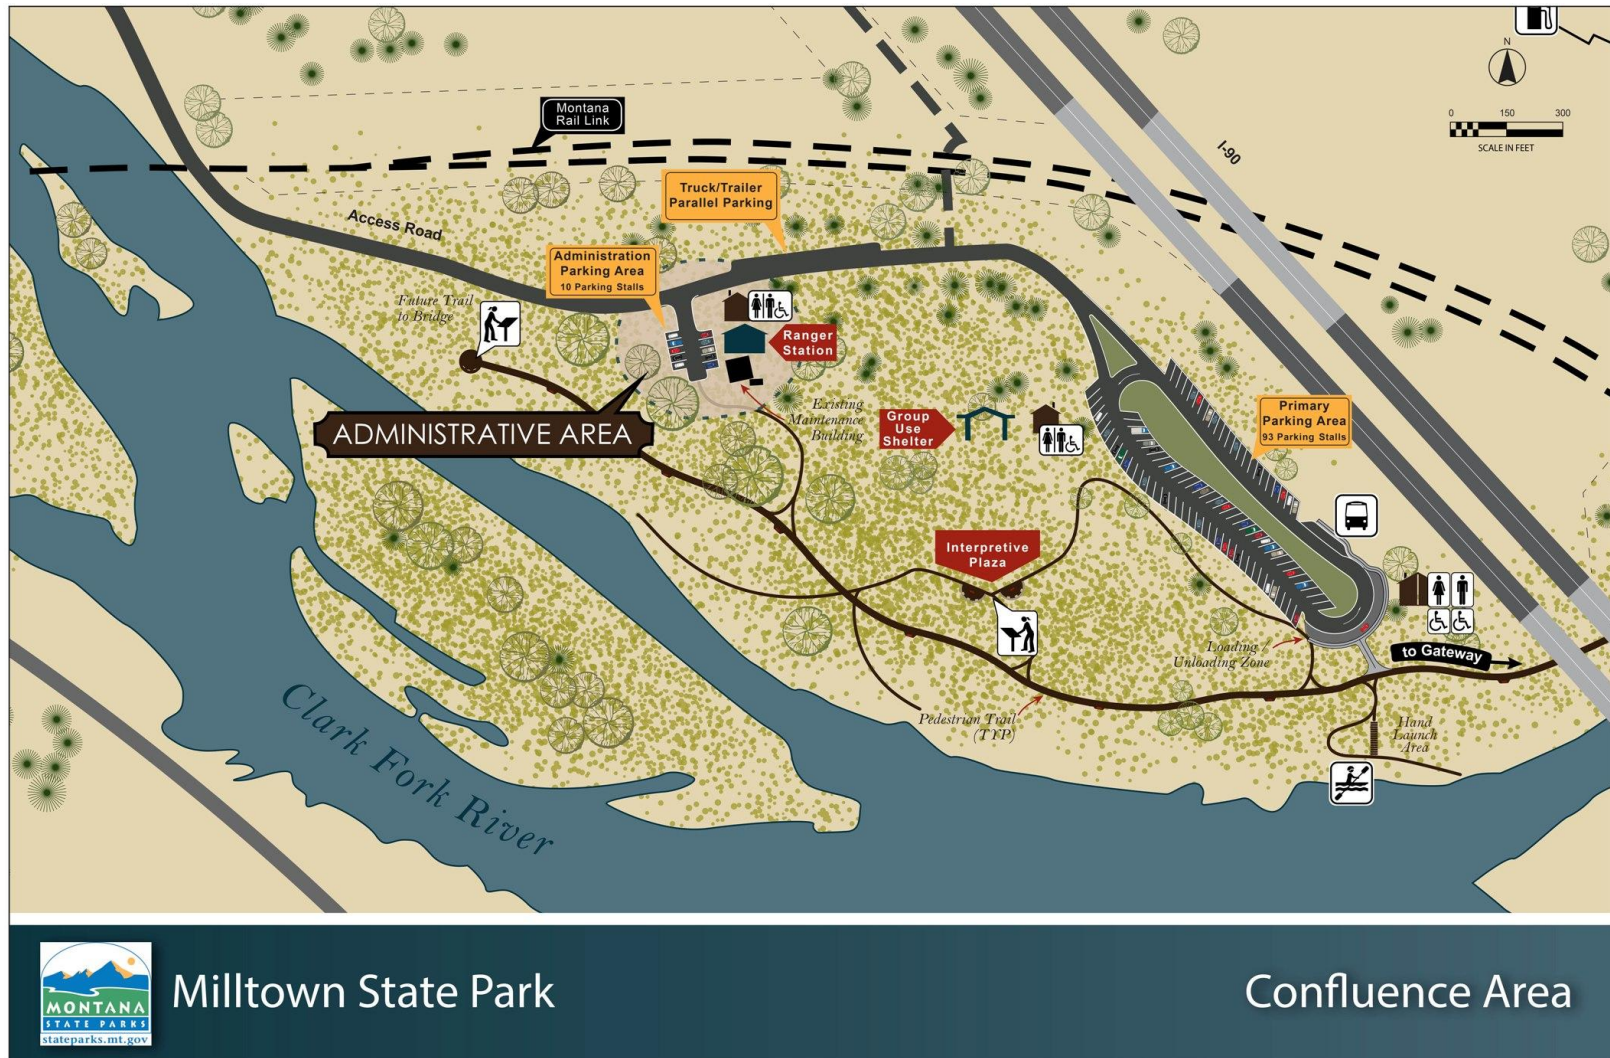 Montana
Rail Link
N
0 150 300
SCALE IN FEET
I-90
Truck/Trailer
Parallel Parking
Access Road
Administration
Parking Area
10 Parking Stalls
Future Trail
to Bridge
Ranger
Station
ADMINISTRATIVE AREA
Existing
Maintenance
Building
Group
Use
Shelter
Primary
Parking Area
93 Parking Stalls
Interpretive
Plaza
Loading /
Unloading Zone
to Gateway
Pedestrian Trail
(TYP)
Hand
Launch
Area
Clark Fork River
MONTANA
STATE PARKS
stateparks.mt.gov
Milltown State Park
Confluence Area